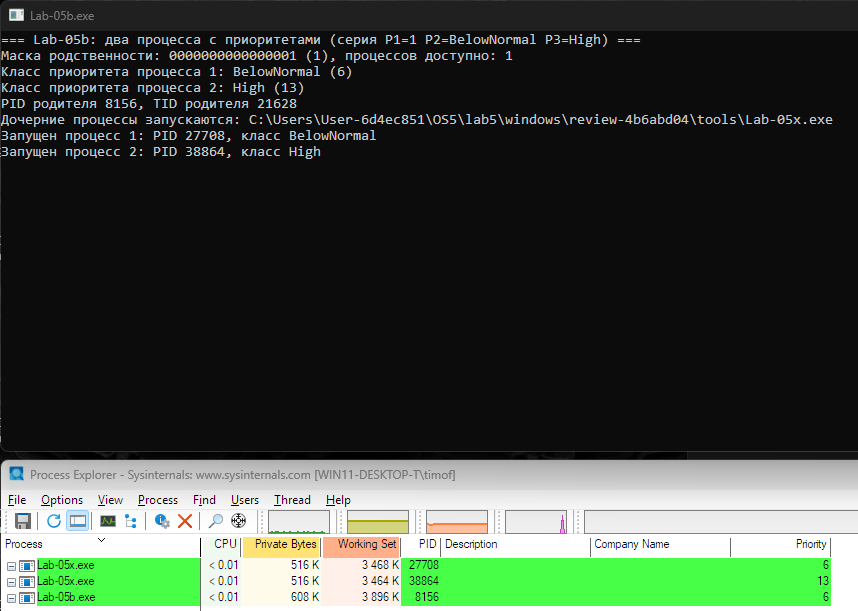 Lab-05b.exe
=== Lab-05b: два процесса с приоритетами (серия P1=1 P2=BelowNormal P3=High) ===
Маска родственности: 0000000000000001 (1), процессов доступно: 1
Класс приоритета процесса 1: BelowNormal (6)
Класс приоритета процесса 2: High (13)
PID родителя 8156, TID родителя 21628
Дочерние процессы запускаются: C:\Users\User-6d4ec851\OS5\lab5\windows\review-4b6abd04\tools\Lab-05x.exe
Запущен процесс 1: PID 27708, класс BelowNormal
Запущен процесс 2: PID 38864, класс High
Process Explorer - Sysinternals: www.sysinternals.com [WIN11-DESKTOP-T\timof]
File Options View Process Find Users Thread Help
Process CPU Private Bytes Working Set PID Description Company Name Priority
Lab-05x.exe < 0.01 516 K 3 468 K 27708 6
Lab-05x.exe < 0.01 516 K 3 464 K 38864 13
Lab-05b.exe < 0.01 608 K 3 896 K 8156 6